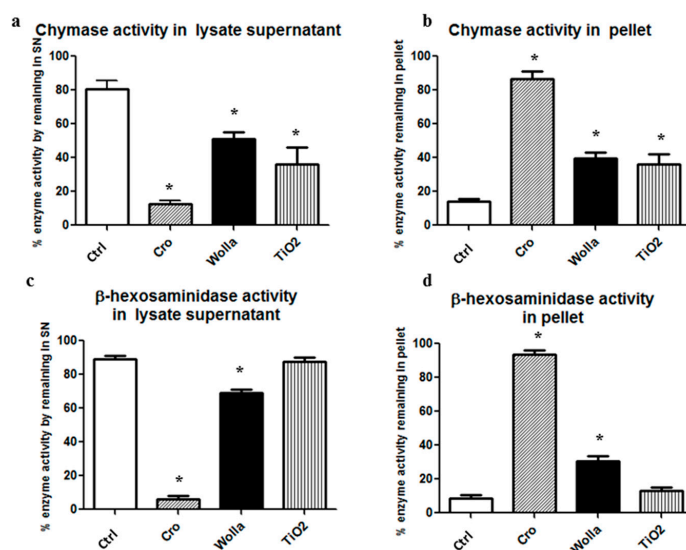 a
Chymase activity in lysate supernatant
% enzyme activity by remaining in SN
100
80
60
40
20
0
*
*
*
Ctrl
Cro
Wolla
TiO2
b
Chymase activity in pellet
% enzyme activity remaining in pellet
100
80
60
40
20
0
*
*
*
Ctrl
Cro
Wolla
TiO2
c
β-hexosaminidase activity
in lysate supernatant
% enzyme activity by remaining in SN
100
80
60
40
20
0
*
*
Ctrl
Cro
Wolla
TiO2
d
β-hexosaminidase activity
in pellet
% enzyme activity remaining in pellet
100
80
60
40
20
0
*
*
Ctrl
Cro
Wolla
TiO2